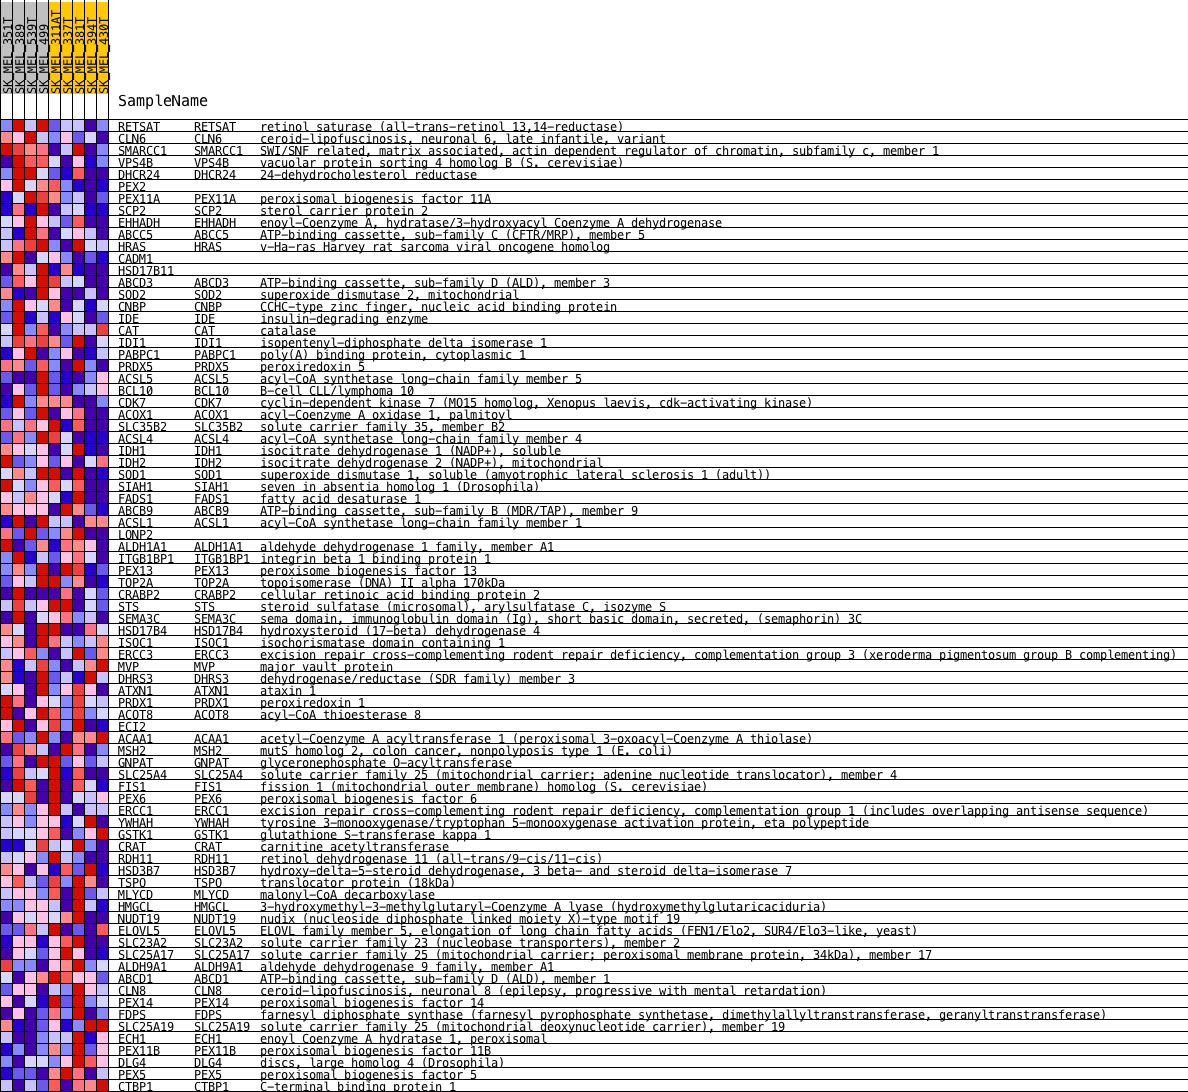 SK_MEL_351T
SK_MEL_389
SK_MEL_539T
SK_MEL_499
SK_MEL_311AT
SK_MEL_337T
SK_MEL_381T
SK_MEL_394T
SK_MEL_430T
SampleName
RETSAT RETSAT retinol saturase (all-trans-retinol 13,14-reductase)
CLN6 CLN6 ceroid-lipofuscinosis, neuronal 6, late infantile, variant
SMARCC1 SMARCC1 SWI/SNF related, matrix associated, actin dependent regulator of chromatin, subfamily c, member 1
VPS4B VPS4B vacuolar protein sorting 4 homolog B (S. cerevisiae)
DHCR24 DHCR24 24-dehydrocholesterol reductase
PEX2
PEX11A PEX11A peroxisomal biogenesis factor 11A
SCP2 SCP2 sterol carrier protein 2
EHHADH EHHADH enoyl-Coenzyme A, hydratase/3-hydroxyacyl Coenzyme A dehydrogenase
ABCC5 ABCC5 ATP-binding cassette, sub-family C (CFTR/MRP), member 5
HRAS HRAS v-Ha-ras Harvey rat sarcoma viral oncogene homolog
CADM1
HSD17B11
ABCD3 ABCD3 ATP-binding cassette, sub-family D (ALD), member 3
SOD2 SOD2 superoxide dismutase 2, mitochondrial
CNBP CNBP CCHC-type zinc finger, nucleic acid binding protein
IDE IDE insulin-degrading enzyme
CAT CAT catalase
IDI1 IDI1 isopentenyl-diphosphate delta isomerase 1
PABPC1 PABPC1 poly(A) binding protein, cytoplasmic 1
PRDX5 PRDX5 peroxiredoxin 5
ACSL5 ACSL5 acyl-CoA synthetase long-chain family member 5
BCL10 BCL10 B-cell CLL/lymphoma 10
CDK7 CDK7 cyclin-dependent kinase 7 (MO15 homolog, Xenopus laevis, cdk-activating kinase)
ACOX1 ACOX1 acyl-Coenzyme A oxidase 1, palmitoyl
SLC35B2 SLC35B2 solute carrier family 35, member B2
ACSL4 ACSL4 acyl-CoA synthetase long-chain family member 4
IDH1 IDH1 isocitrate dehydrogenase 1 (NADP+), soluble
IDH2 IDH2 isocitrate dehydrogenase 2 (NADP+), mitochondrial
SOD1 SOD1 superoxide dismutase 1, soluble (amyotrophic lateral sclerosis 1 (adult))
SIAH1 SIAH1 seven in absentia homolog 1 (Drosophila)
FADS1 FADS1 fatty acid desaturase 1
ABCB9 ABCB9 ATP-binding cassette, sub-family B (MDR/TAP), member 9
ACSL1 ACSL1 acyl-CoA synthetase long-chain family member 1
LONP2
ALDH1A1 ALDH1A1 aldehyde dehydrogenase 1 family, member A1
ITGB1BP1 ITGB1BP1 integrin beta 1 binding protein 1
PEX13 PEX13 peroxisome biogenesis factor 13
TOP2A TOP2A topoisomerase (DNA) II alpha 170kDa
CRABP2 CRABP2 cellular retinoic acid binding protein 2
STS STS steroid sulfatase (microsomal), arylsulfatase C, isozyme S
SEMA3C SEMA3C sema domain, immunoglobulin domain (Ig), short basic domain, secreted, (semaphorin) 3C
HSD17B4 HSD17B4 hydroxysteroid (17-beta) dehydrogenase 4
ISOC1 ISOC1 isochorismatase domain containing 1
ERCC3 ERCC3 excision repair cross-complementing rodent repair deficiency, complementation group 3 (xeroderma pigmentosum group B complementing)
MVP MVP major vault protein
DHRS3 DHRS3 dehydrogenase/reductase (SDR family) member 3
ATXN1 ATXN1 ataxin 1
PRDX1 PRDX1 peroxiredoxin 1
ACOT8 ACOT8 acyl-CoA thioesterase 8
ECI2
ACAA1 ACAA1 acetyl-Coenzyme A acyltransferase 1 (peroxisomal 3-oxoacyl-Coenzyme A thiolase)
MSH2 MSH2 mutS homolog 2, colon cancer, nonpolyposis type 1 (E. coli)
GNPAT GNPAT glyceronephosphate O-acyltransferase
SLC25A4 SLC25A4 solute carrier family 25 (mitochondrial carrier; adenine nucleotide translocator), member 4
FIS1 FIS1 fission 1 (mitochondrial outer membrane) homolog (S. cerevisiae)
PEX6 PEX6 peroxisomal biogenesis factor 6
ERCC1 ERCC1 excision repair cross-complementing rodent repair deficiency, complementation group 1 (includes overlapping antisense sequence)
YWHAH YWHAH tyrosine 3-monooxygenase/tryptophan 5-monooxygenase activation protein, eta polypeptide
GSTK1 GSTK1 glutathione S-transferase kappa 1
CRAT CRAT carnitine acetyltransferase
RDH11 RDH11 retinol dehydrogenase 11 (all-trans/9-cis/11-cis)
HSD3B7 HSD3B7 hydroxy-delta-5-steroid dehydrogenase, 3 beta- and steroid delta-isomerase 7
TSPO TSPO translocator protein (18kDa)
MLYCD MLYCD malonyl-CoA decarboxylase
HMGCL HMGCL 3-hydroxymethyl-3-methylglutaryl-Coenzyme A lyase (hydroxymethylglutaricaciduria)
NUDT19 NUDT19 nudix (nucleoside diphosphate linked moiety X)-type motif 19
ELOVL5 ELOVL5 ELOVL family member 5, elongation of long chain fatty acids (FEN1/Elo2, SUR4/Elo3-like, yeast)
SLC23A2 SLC23A2 solute carrier family 23 (nucleobase transporters), member 2
SLC25A17 SLC25A17 solute carrier family 25 (mitochondrial carrier; peroxisomal membrane protein, 34kDa), member 17
ALDH9A1 ALDH9A1 aldehyde dehydrogenase 9 family, member A1
ABCD1 ABCD1 ATP-binding cassette, sub-family D (ALD), member 1
CLN8 CLN8 ceroid-lipofuscinosis, neuronal 8 (epilepsy, progressive with mental retardation)
PEX14 PEX14 peroxisomal biogenesis factor 14
FDPS FDPS farnesyl diphosphate synthase (farnesyl pyrophosphate synthetase, dimethylallyltranstransferase, geranyltranstransferase)
SLC25A19 SLC25A19 solute carrier family 25 (mitochondrial deoxynucleotide carrier), member 19
ECH1 ECH1 enoyl Coenzyme A hydratase 1, peroxisomal
PEX11B PEX11B peroxisomal biogenesis factor 11B
DLG4 DLG4 discs, large homolog 4 (Drosophila)
PEX5 PEX5 peroxisomal biogenesis factor 5
CTBP1 CTBP1 C-terminal binding protein 1